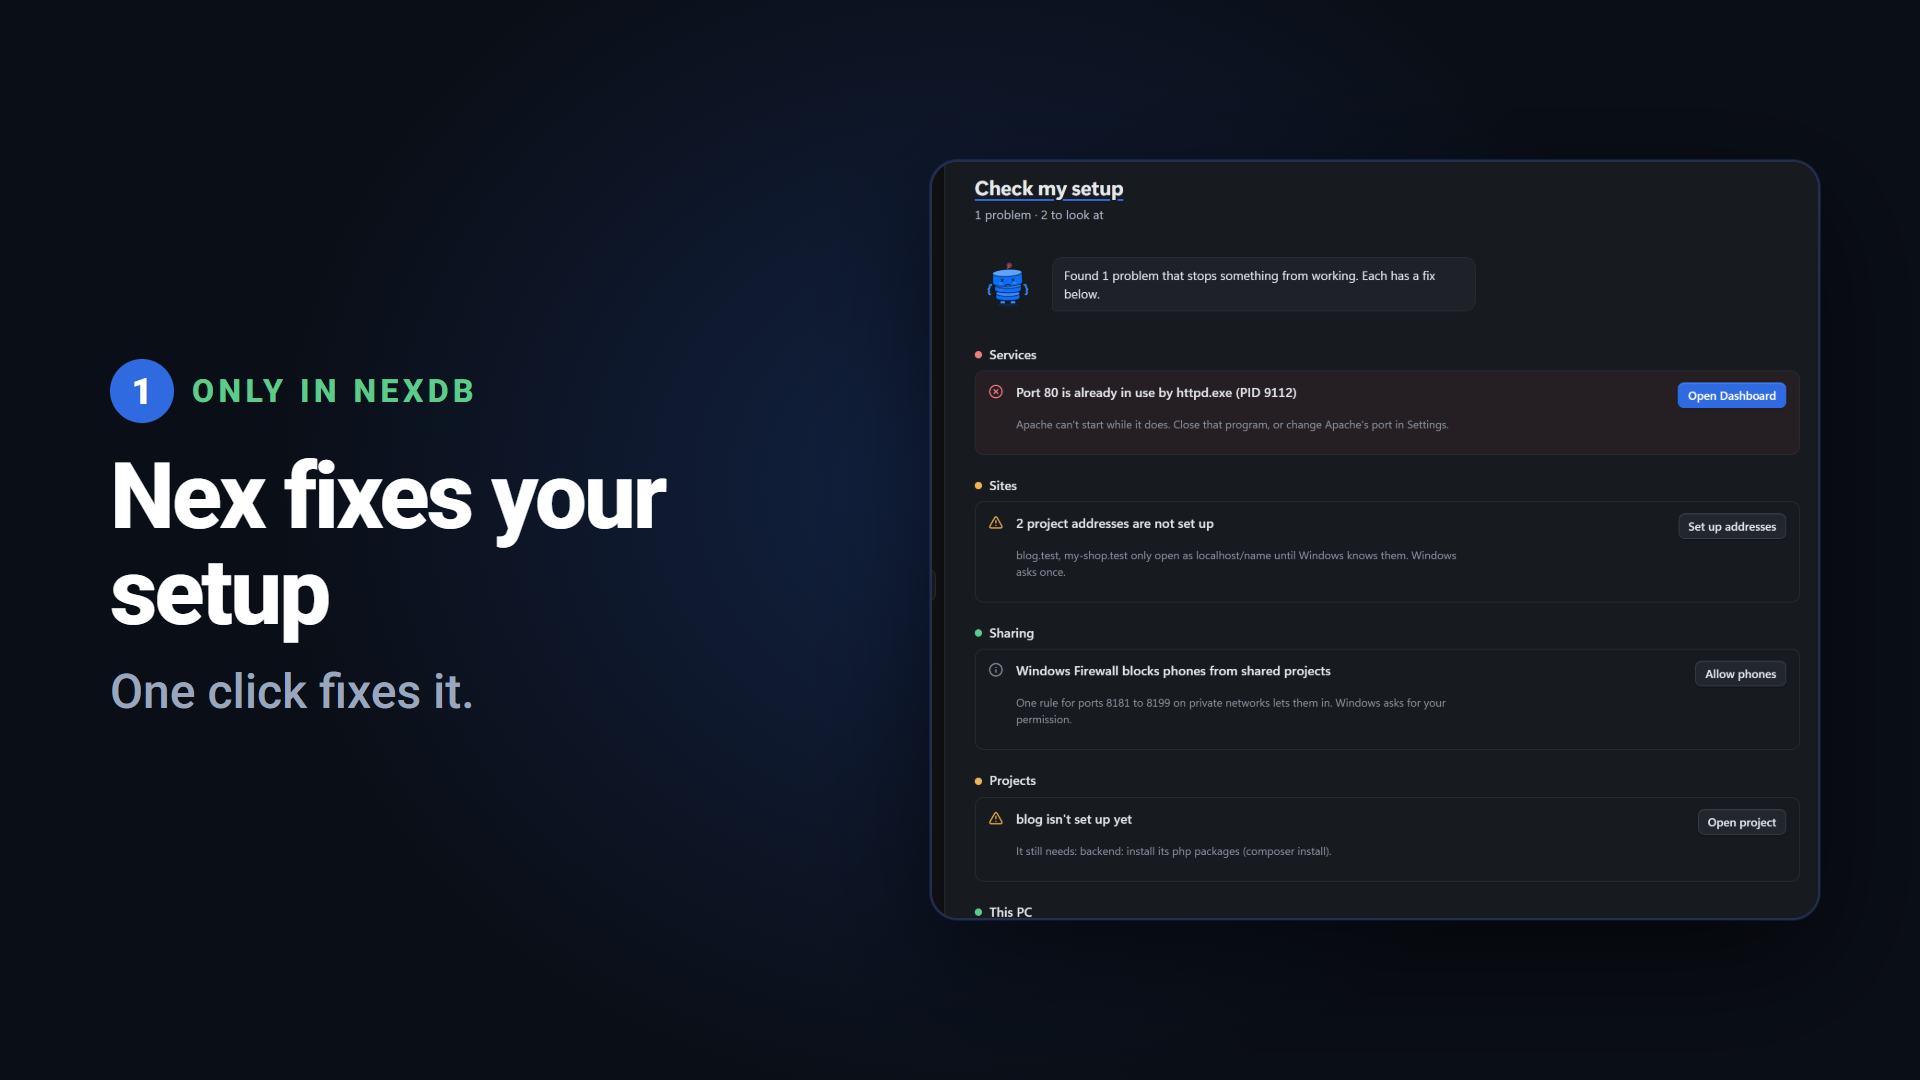 1
ONLY IN NEXDB
Nex fixes your
setup
One click fixes it.
Check my setup
1 problem · 2 to look at
Found 1 problem that stops something from working. Each has a fix
below.
Services
Port 80 is already in use by httpd.exe (PID 9112)
Open Dashboard
Apache can't start while it does. Close that program, or change Apache's port in Settings.
Sites
2 project addresses are not set up
Set up addresses
blog.test, my-shop.test only open as localhost/name until Windows knows them. Windows
asks once.
Sharing
Windows Firewall blocks phones from shared projects
Allow phones
One rule for ports 8181 to 8199 on private networks lets them in. Windows asks for your
permission.
Projects
blog isn't set up yet
Open project
It still needs: backend: install its php packages (composer install).
This PC